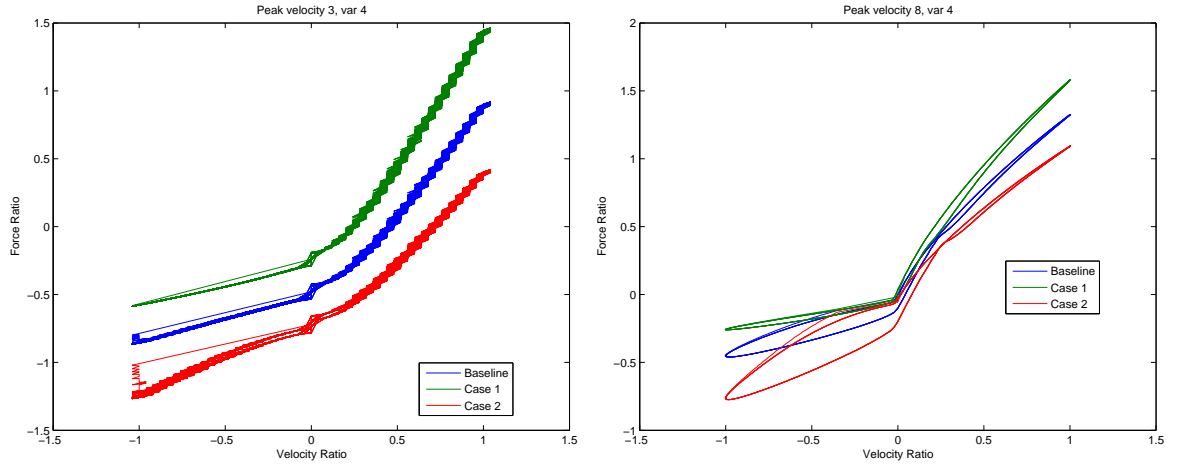 Peak velocity 3, var 4
1.5
1
0.5
0
−0.5
−1
−1.5
Force Ratio
−1.5
−1
−0.5
0
0.5
1
1.5
Velocity Ratio
Baseline
Case 1
Case 2
Peak velocity 8, var 4
2
1.5
1
0.5
0
−0.5
−1
Force Ratio
−1.5
−1
−0.5
0
0.5
1
1.5
Velocity Ratio
Baseline
Case 1
Case 2